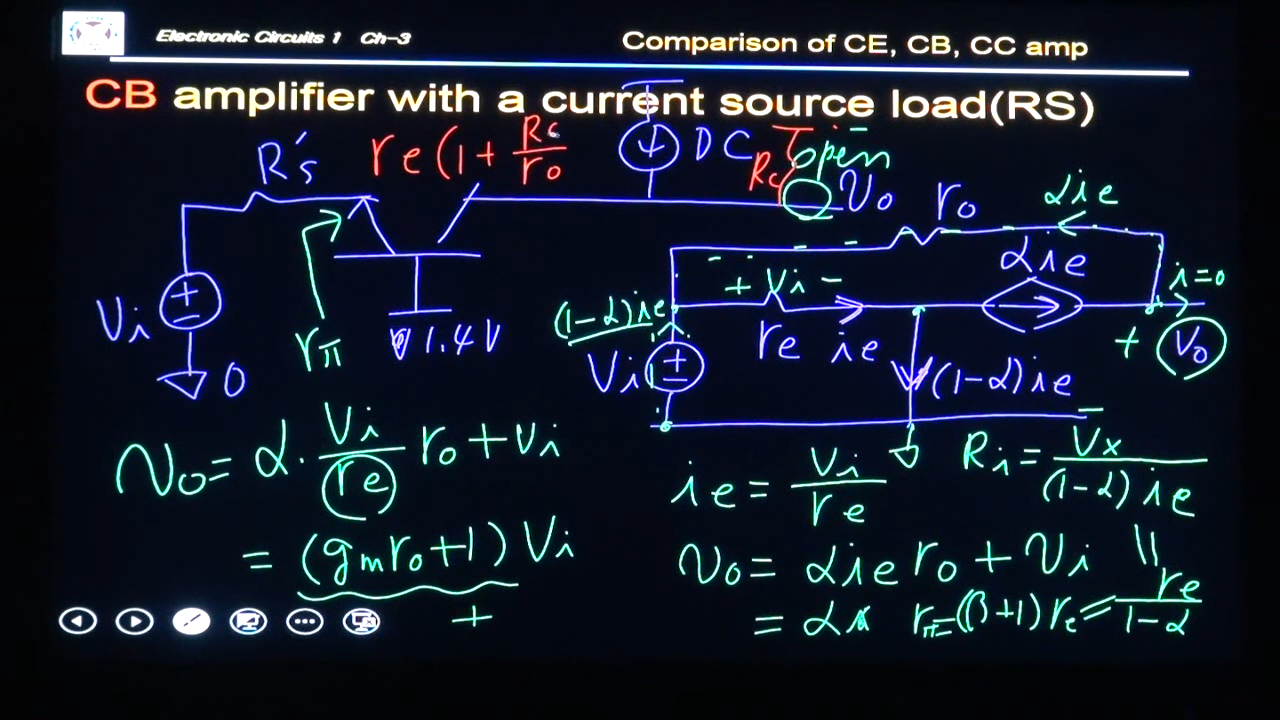 Electronic Circuits 1 Ch-3
Comparison of CE, CB, CC amp
CB amplifier with a current source load(RS)
R's
re(1+ Rc/ro
DC
Rc
open
Vo
ro
αie
αie
+ Vi -
i=0
(1-α)ie
re ie
+ Vo
Vi
rπ
1.4V
Vi
(1-α)ie
0
-
Vo = α · Vi/re ro + Vi
ie = Vi/re
Ri = Vx/(1-α)ie
= (gmro+1) Vi
Vo = αie ro + Vi
= α
rπ=(β+1)re = re/1-α
+